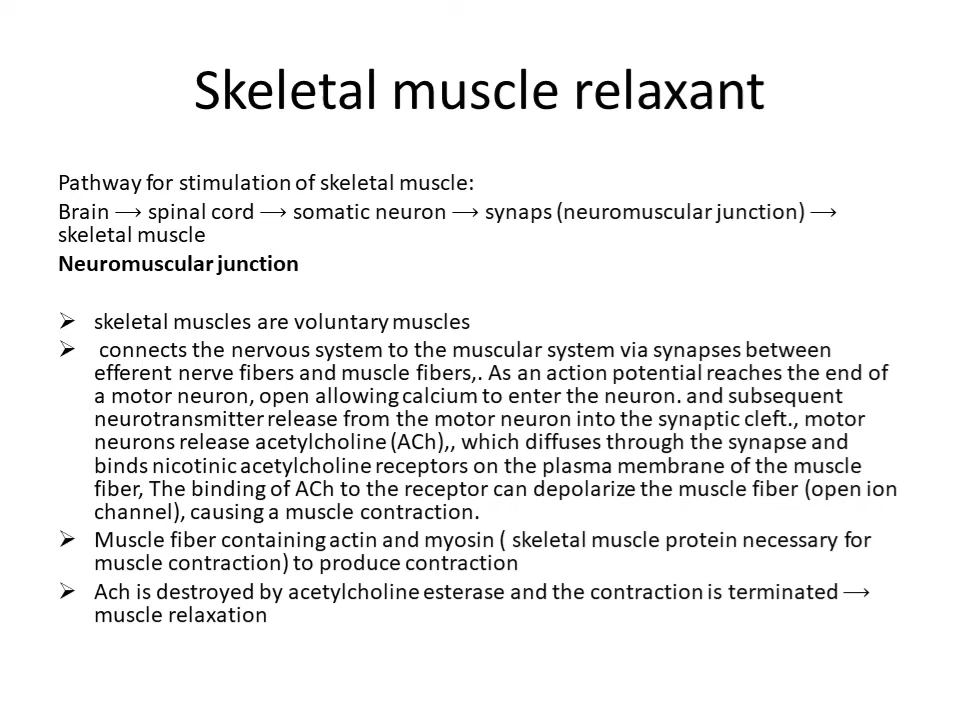 Skeletal muscle relaxant
Pathway for stimulation of skeletal muscle:
Brain ⟶ spinal cord ⟶ somatic neuron ⟶ synaps (neuromuscular junction) ⟶
skeletal muscle
Neuromuscular junction
➢ skeletal muscles are voluntary muscles
➢ connects the nervous system to the muscular system via synapses between
efferent nerve fibers and muscle fibers,. As an action potential reaches the end of
a motor neuron, open allowing calcium to enter the neuron. and subsequent
neurotransmitter release from the motor neuron into the synaptic cleft., motor
neurons release acetylcholine (ACh),, which diffuses through the synapse and
binds nicotinic acetylcholine receptors on the plasma membrane of the muscle
fiber, The binding of ACh to the receptor can depolarize the muscle fiber (open ion
channel), causing a muscle contraction.
➢ Muscle fiber containing actin and myosin ( skeletal muscle protein necessary for
muscle contraction) to produce contraction
➢ Ach is destroyed by acetylcholine esterase and the contraction is terminated ⟶
muscle relaxation